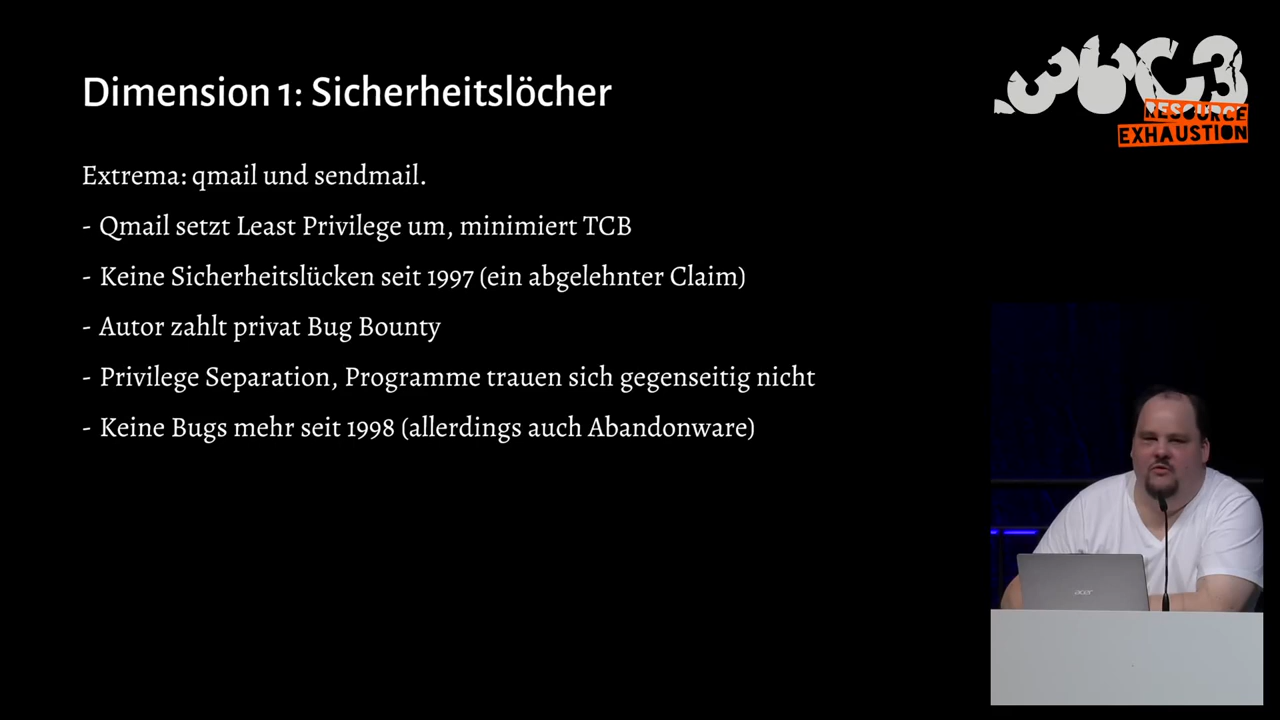 Dimension 1: Sicherheitslöcher
36C3
RESOURCE
EXHAUSTION
Extrema: qmail und sendmail.
- Qmail setzt Least Privilege um, minimiert TCB
- Keine Sicherheitslücken seit 1997 (ein abgelehnter Claim)
- Autor zahlt privat Bug Bounty
- Privilege Separation, Programme trauen sich gegenseitig nicht
- Keine Bugs mehr seit 1998 (allerdings auch Abandonware)
acer